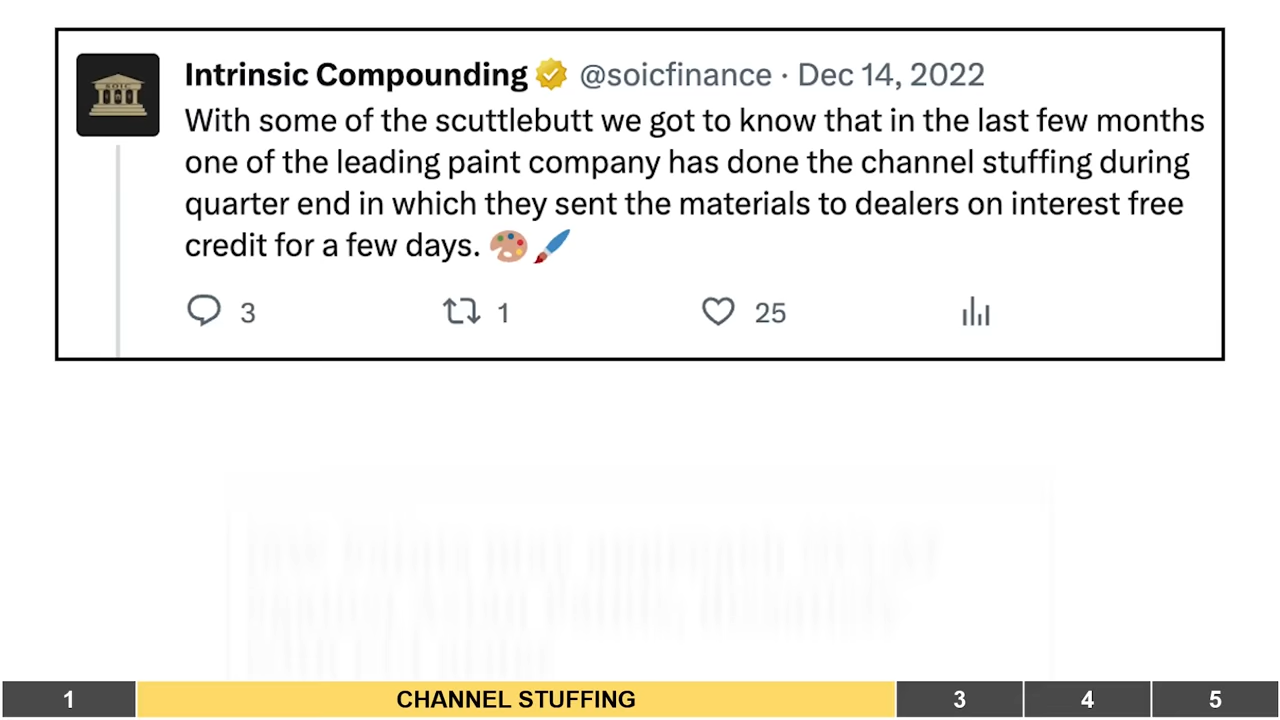 Intrinsic Compounding @soicfinance · Dec 14, 2022
With some of the scuttlebutt we got to know that in the last few months
one of the leading paint company has done the channel stuffing during
quarter end in which they sent the materials to dealers on interest free
credit for a few days. 🎨🖌️
3 1 25
1 CHANNEL STUFFING 3 4 5